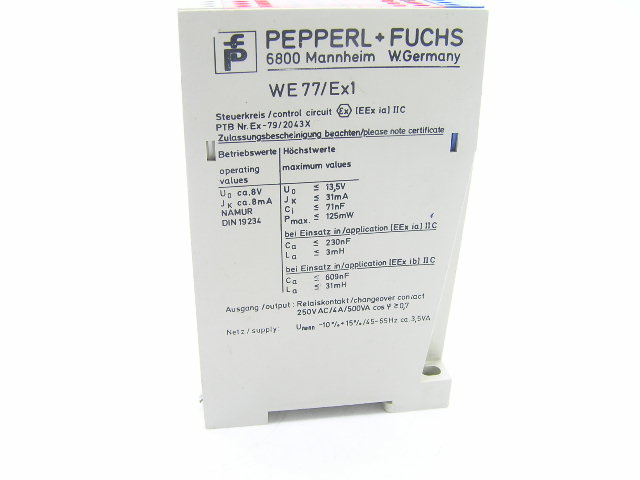 PEPPERL + FUCHS
6800 Mannheim W.Germany
WE 77/Ex1
Steuerkreis /control circuit Ex [EEx ia] IIC
PTB Nr. Ex-79/2043X
Zulassungsbescheinigung beachten/please note certificate
Betriebswerte Höchstwerte
operating maximum values
values
U₀ ca.8V U₀ ≤ 13,5V
Jₖ ca.8mA Jₖ ≤ 31mA
NAMUR Cᵢ ≤ 71nF
DIN 19234 Pmax. ≤ 125mW
bei Einsatz in/application [EEx ia] IIC
Cₐ ≤ 230nF
Lₐ ≤ 3mH
bei Einsatz in/application [EEx ib] IIC
Cₐ ≤ 609nF
Lₐ ≤ 31mH
Ausgang /output : Relaiskontakt/changeover contact
250V AC/4A/500VA cos φ ≥ 0,7
Netz / supply: Unenn -10%+15%/45-65Hz ca. 3,5VA